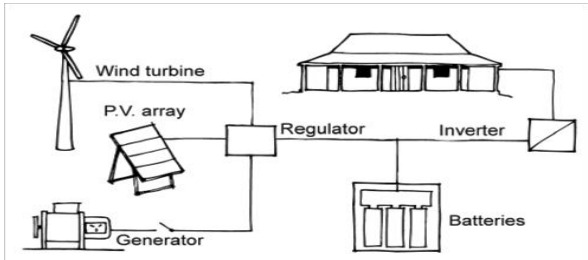 Wind turbine
P.V. array
Regulator
Inverter
Generator
Batteries